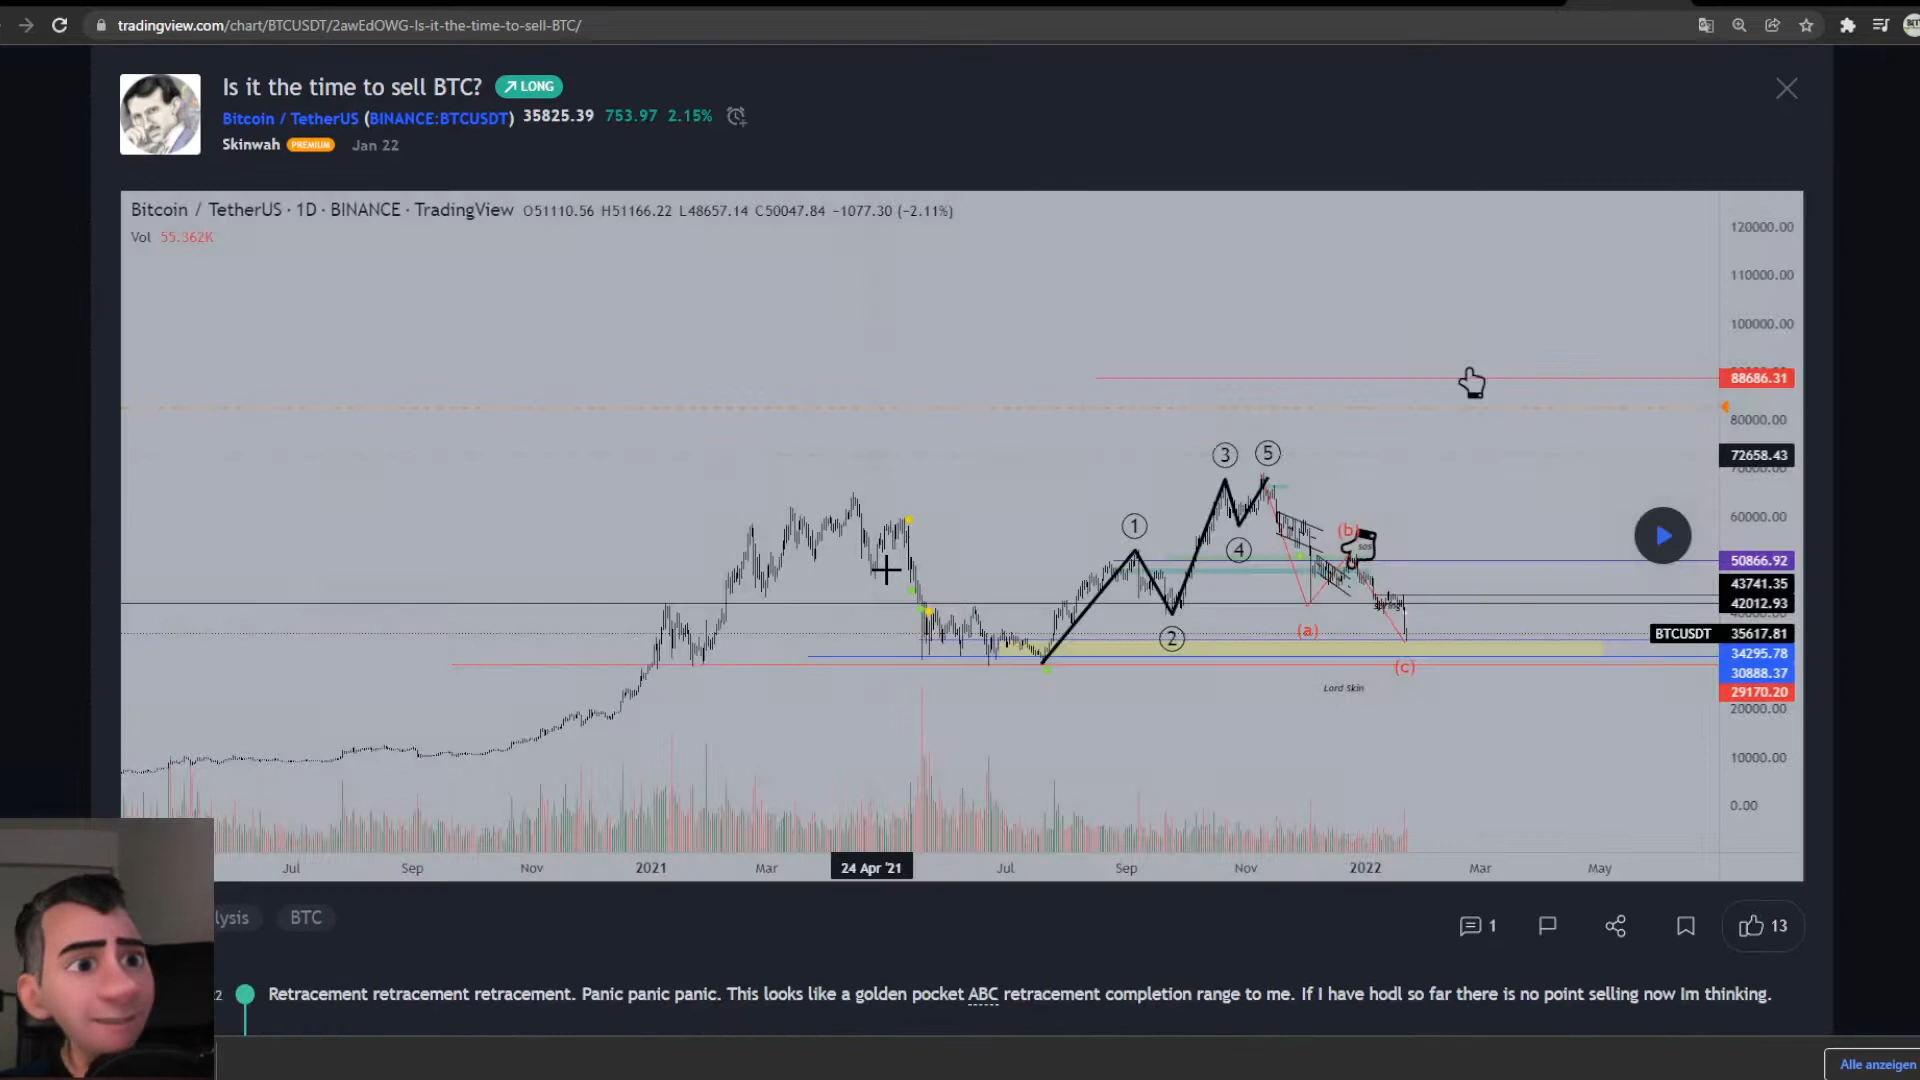 tradingview.com/chart/BTCUSDT/2awEdOWG-Is-it-the-time-to-sell-BTC/
Is it the time to sell BTC? LONG
Bitcoin / TetherUS (BINANCE:BTCUSDT) 35825.39 753.97 2.15%
Skinwah PREMIUM Jan 22
Bitcoin / TetherUS · 1D · BINANCE · TradingView O51110.56 H51166.22 L48657.14 C50047.84 −1077.30 (−2.11%)
Vol 55.362K
120000.00
110000.00
100000.00
88686.31
80000.00
72658.43
70000.00
60000.00
50866.92
43741.35
42012.93
BTCUSDT 35617.81
34295.78
30888.37
29170.20
20000.00
10000.00
0.00
1
2
3
4
5
(a)
(b)
(c)
sos
spring
Lord Skin
Jul Sep Nov 2021 Mar 24 Apr '21 Jul Sep Nov 2022 Mar May
lysis BTC
1 13
2 Retracement retracement retracement. Panic panic panic. This looks like a golden pocket ABC retracement completion range to me. If I have hodl so far there is no point selling now Im thinking.
Alle anzeigen